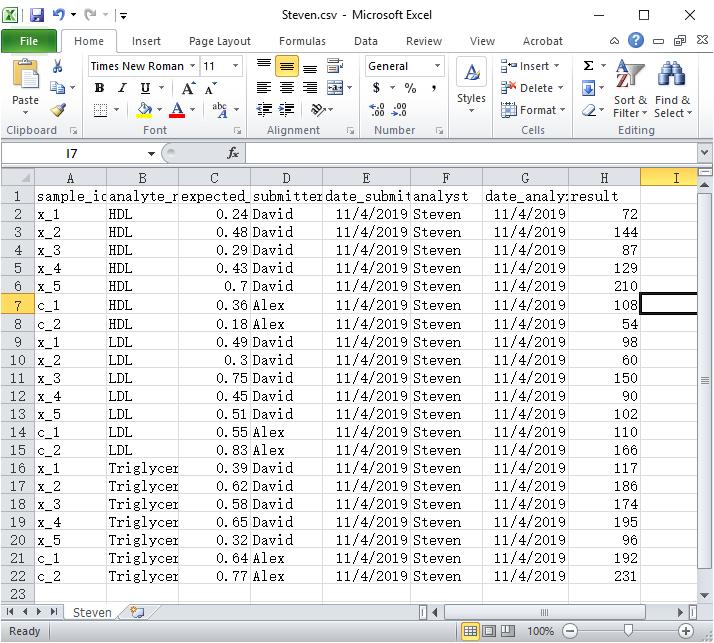 Steven.csv - Microsoft Excel
File Home Insert Page Layout Formulas Data Review View Acrobat
Times New Roman 11 General
Paste B I U A A abc A $ % , Styles Insert Delete Format Σ Sort & Filter Find & Select
Clipboard Font Alignment Number Cells Editing
I7 fx
A B C D E F G H I
1 sample_id analyte_n expected_ submitter date_submit analyst date_analyz result
2 x_1 HDL 0.24 David 11/4/2019 Steven 11/4/2019 72
3 x_2 HDL 0.48 David 11/4/2019 Steven 11/4/2019 144
4 x_3 HDL 0.29 David 11/4/2019 Steven 11/4/2019 87
5 x_4 HDL 0.43 David 11/4/2019 Steven 11/4/2019 129
6 x_5 HDL 0.7 David 11/4/2019 Steven 11/4/2019 210
7 c_1 HDL 0.36 Alex 11/4/2019 Steven 11/4/2019 108
8 c_2 HDL 0.18 Alex 11/4/2019 Steven 11/4/2019 54
9 x_1 LDL 0.49 David 11/4/2019 Steven 11/4/2019 98
10 x_2 LDL 0.3 David 11/4/2019 Steven 11/4/2019 60
11 x_3 LDL 0.75 David 11/4/2019 Steven 11/4/2019 150
12 x_4 LDL 0.45 David 11/4/2019 Steven 11/4/2019 90
13 x_5 LDL 0.51 David 11/4/2019 Steven 11/4/2019 102
14 c_1 LDL 0.55 Alex 11/4/2019 Steven 11/4/2019 110
15 c_2 LDL 0.83 Alex 11/4/2019 Steven 11/4/2019 166
16 x_1 Triglycer 0.39 David 11/4/2019 Steven 11/4/2019 117
17 x_2 Triglycer 0.62 David 11/4/2019 Steven 11/4/2019 186
18 x_3 Triglycer 0.58 David 11/4/2019 Steven 11/4/2019 174
19 x_4 Triglycer 0.65 David 11/4/2019 Steven 11/4/2019 195
20 x_5 Triglycer 0.32 David 11/4/2019 Steven 11/4/2019 96
21 c_1 Triglycer 0.64 Alex 11/4/2019 Steven 11/4/2019 192
22 c_2 Triglycer 0.77 Alex 11/4/2019 Steven 11/4/2019 231
23
Steven
Ready 100%